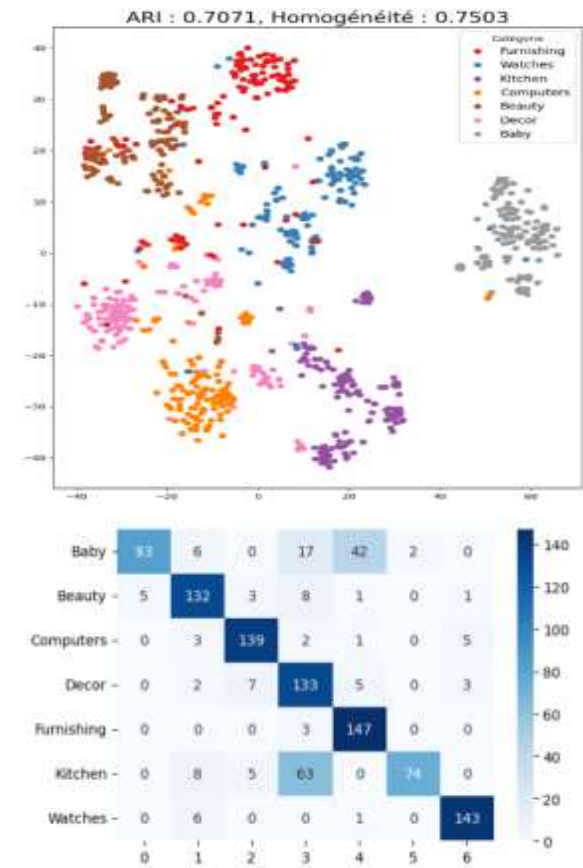 ARI : 0.7071, Homogénéité : 0.7503
Catégorie
Furnishing
Watches
Kitchen
Computers
Beauty
Decor
Baby
40
30
20
10
0
−10
−20
−30
−40
−40 −20 0 20 40 60
Baby 83 6 0 17 42 2 0
Beauty 5 132 3 8 1 0 1
Computers 0 3 139 2 1 0 5
Decor 0 2 7 133 5 0 3
Furnishing 0 0 0 3 147 0 0
Kitchen 0 8 5 63 0 74 0
Watches 0 6 0 0 1 0 143
0 1 2 3 4 5 6
140
120
100
80
60
40
20
0